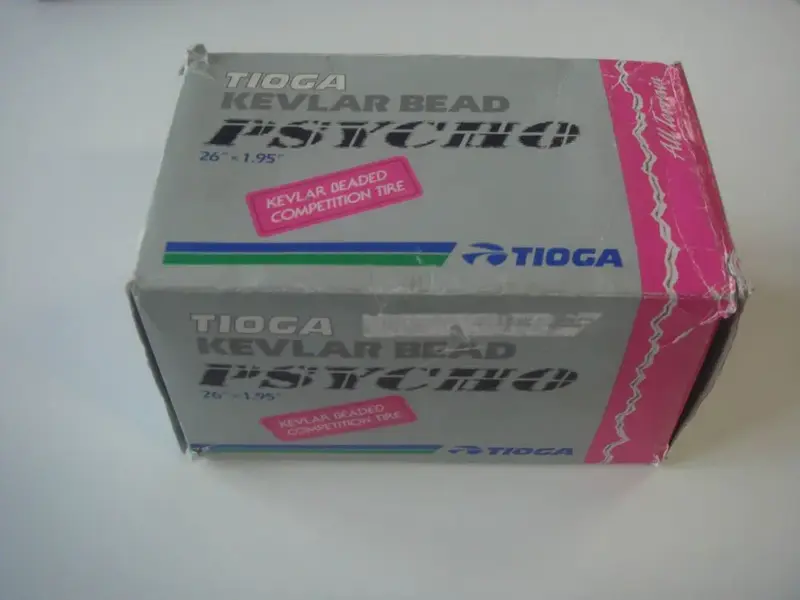 TIOGA
KEVLAR BEAD
PSYCHO
26" × 1.95"
KEVLAR BEADED
COMPETITION TIRE
TIOGA
All Terrain
TIOGA
KEVLAR BEAD
PSYCHO
26" × 1.95"
KEVLAR BEADED
COMPETITION TIRE
TIOGA